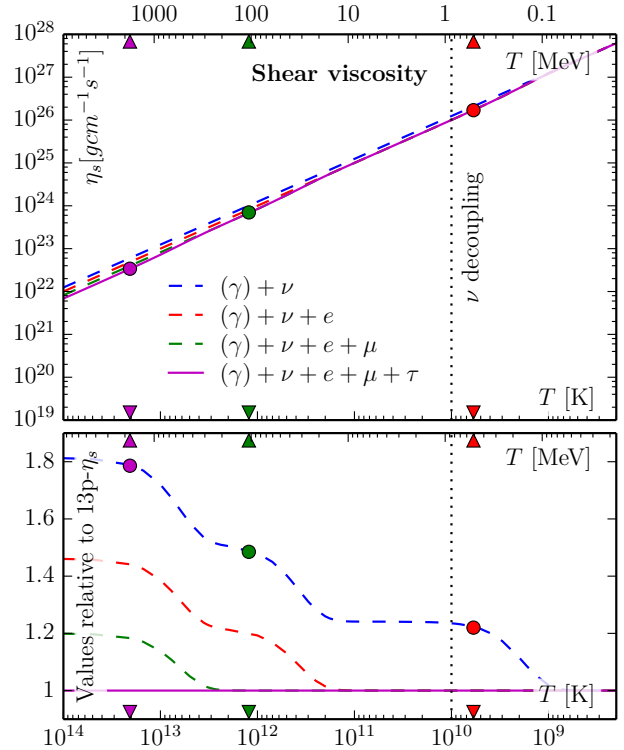 1000 100 10 1 0.1
10^28
10^27
10^26
10^25
10^24
10^23
10^22
10^21
10^20
10^19
η_s[gcm^−1 s^−1]
Shear viscosity
T [MeV]
ν decoupling
(γ) + ν
(γ) + ν + e
(γ) + ν + e + μ
(γ) + ν + e + μ + τ
T [K]
1.8
1.6
1.4
1.2
1
Values relative to 13p-η_s
T [MeV]
T [K]
10^14 10^13 10^12 10^11 10^10 10^9